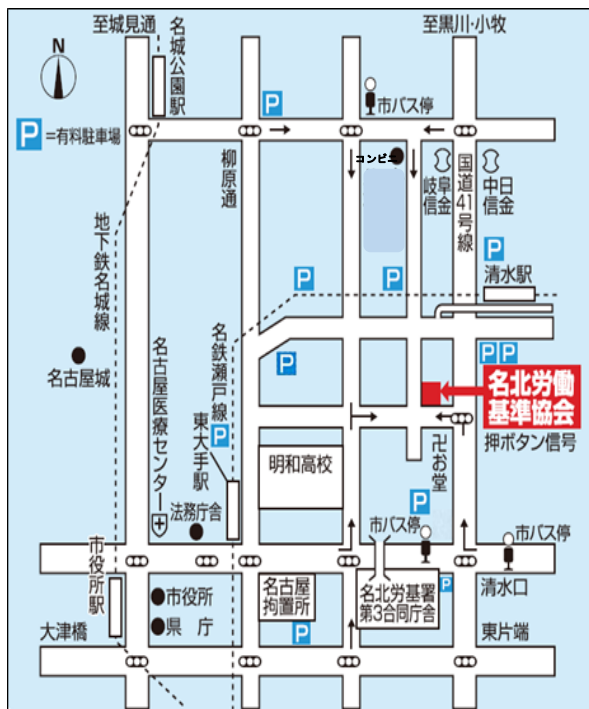 至城見通
至黒川・小牧
N
名城公園駅
P
市バス停
P=有料駐車場
コンビニ
柳原通
岐阜
信金
国道41号線
中日
信金
地下鉄名城線
P
清水駅
P
P
名古屋城
名古屋医療センター
名鉄瀬戸線
P
P P
名北労働
基準協会
東大手駅
P
押ボタン信号
明和高校
卍お堂
法務庁舎
P
市バス停
市バス停
市役所駅
市役所
県庁
名古屋
拘置所
名北労基署
第3合同庁舎
P
清水口
大津橋
P
東片端